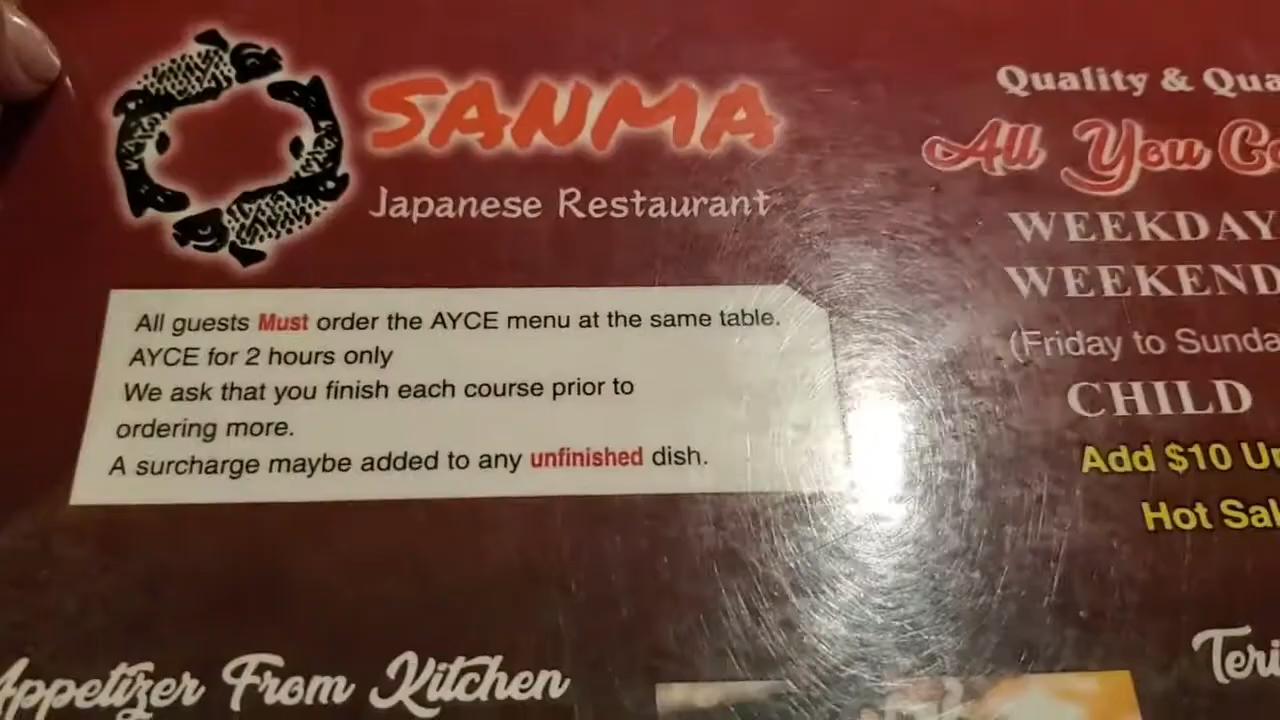 SANMA
Japanese Restaurant
All guests Must order the AYCE menu at the same table.
AYCE for 2 hours only
We ask that you finish each course prior to
ordering more.
A surcharge maybe added to any unfinished dish.
Quality &
All You
WEEKDAY
WEEKEND
(Friday to
CHILD
Add $10
Hot
Appetizer From Kitchen